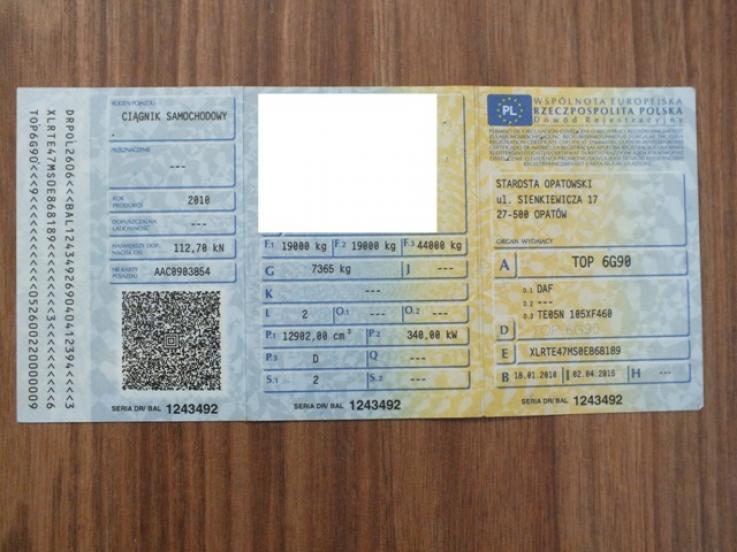 DRPOL2606<<<BAL124349269040412394<<<<3
XLRTE47MS0E868189<<<<<<<<<<<<<<<<<<<6
TOP6G90<<<9<<<<<<<<<<<<<0526002200000009
RODZAJ POJAZDU
CIĄGNIK SAMOCHODOWY
PRZEZNACZENIE
---
ROK PRODUKCJI 2010
DOPUSZCZALNA ŁADOWNOŚĆ ---
NAJWIĘKSZY DOP. NACISK OSI 112,70 kN
NR KARTY POJAZDU AAC0903854
SERIA DR/ BAL 1243492
F.1 19000 kg F.2 19000 kg F.3 44000 kg
G 7365 kg J ---
K ---
L 2 O.1 --- O.2 ---
P.1 12902,00 cm³ P.2 340,00 kW
P.3 D Q ---
S.1 2 S.2 ---
SERIA DR/ BAL 1243492
PL
WSPÓLNOTA EUROPEJSKA
RZECZPOSPOLITA POLSKA
Dowód Rejestracyjny
STAROSTA OPATOWSKI
ul. SIENKIEWICZA 17
27-500 OPATÓW
ORGAN WYDAJĄCY
A TOP 6G90
D.1 DAF
D.2 ---
D.3 TE05N 105XF460
D TOP 6G90
E XLRTE47MS0E868189
B 18.01.2010 I 02.04.2015 H ---
SERIA DR/ BAL 1243492